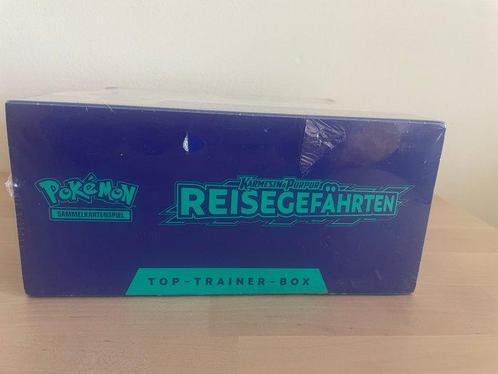 POKÉMON
SAMMELKARTENSPIEL
KARMESIN & PURPUR
REISEGEFÄHRTEN
TOP-TRAINER-BOX